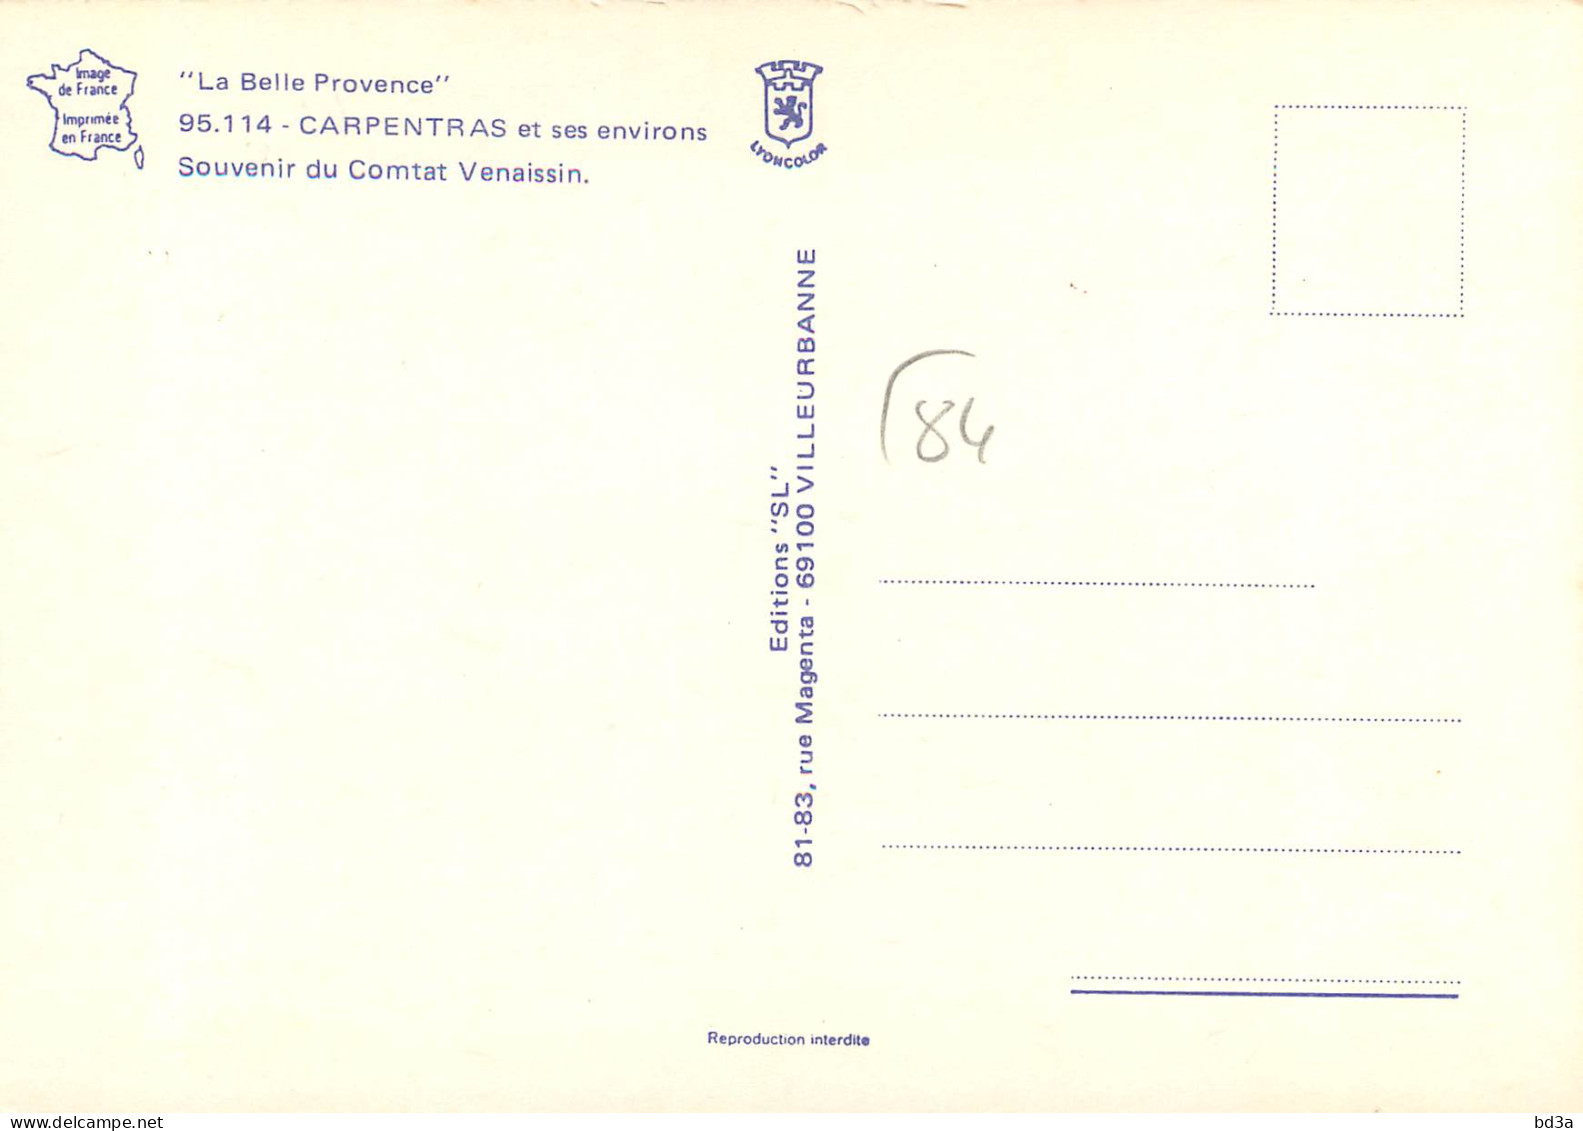 Image
de France
Imprimée
en France
"La Belle Provence"
95.114 - CARPENTRAS et ses environs
Souvenir du Comtat Venaissin.
LYONCOLOR
Editions "SL"
81-83, rue Magenta - 69100 VILLEURBANNE
84
Reproduction interdite
www.delcampe.net
bd3a